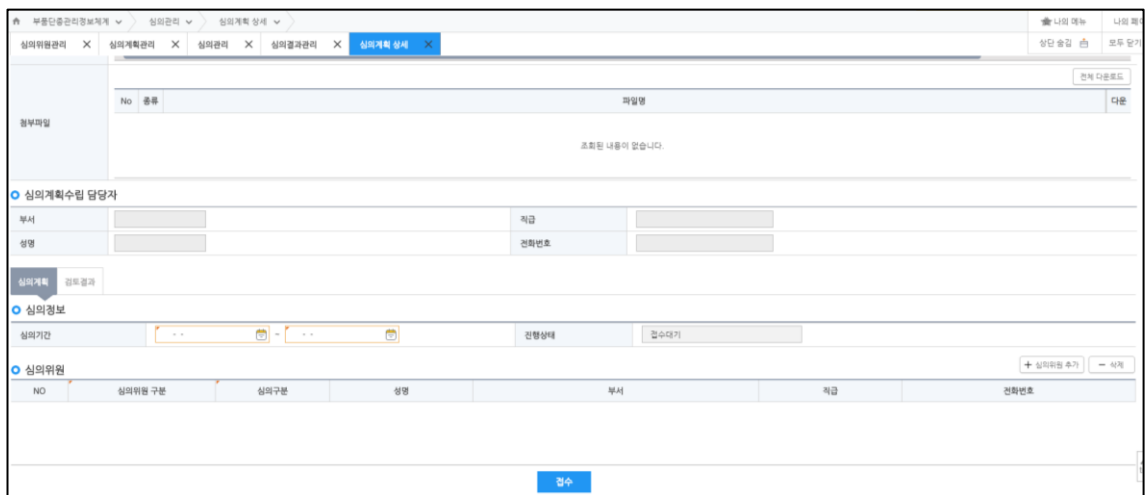 부품단종관리정보체계 심의관리 심의계획 상세 나의 메뉴 나의 페
심의위원관리 심의계획관리 심의관리 심의결과관리 심의계획 상세 상단 숨김 모두 닫기
전체 다운로드
No 종류 파일명 다운
첨부파일
조회된 내용이 없습니다.
심의계획수립 담당자
부서 직급
성명 전화번호
심의계획 검토결과
심의정보
심의기간 - - ~ - - 진행상태 접수대기
심의위원 + 심의위원 추가 - 삭제
NO 심의위원 구분 심의구분 성명 부서 직급 전화번호
접수